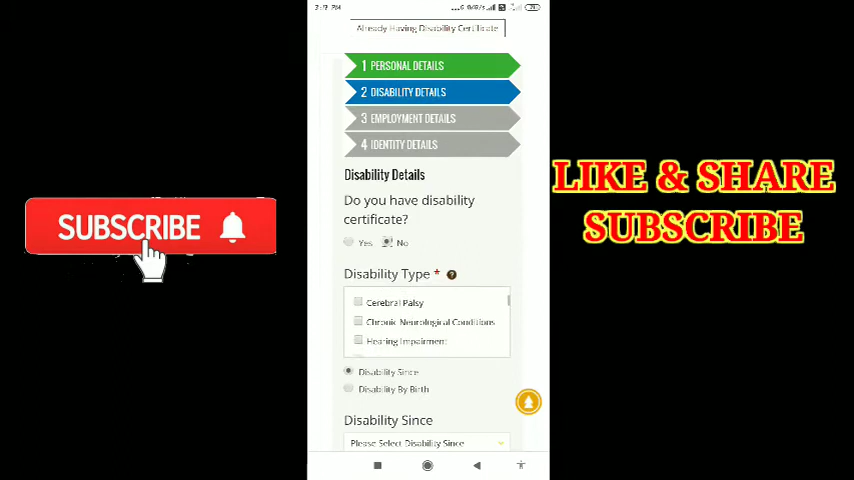 Already Having Disability Certificate
1 PERSONAL DETAILS
2 DISABILITY DETAILS
3 EMPLOYMENT DETAILS
4 IDENTITY DETAILS
Disability Details
Do you have disability
certificate?
Yes No
Disability Type * ?
Cerebral Palsy
Chronic Neurological Conditions
Hearing Impairment
Disability Since
Disability By Birth
Disability Since
Please Select Disability Since
SUBSCRIBE
LIKE & SHARE
SUBSCRIBE